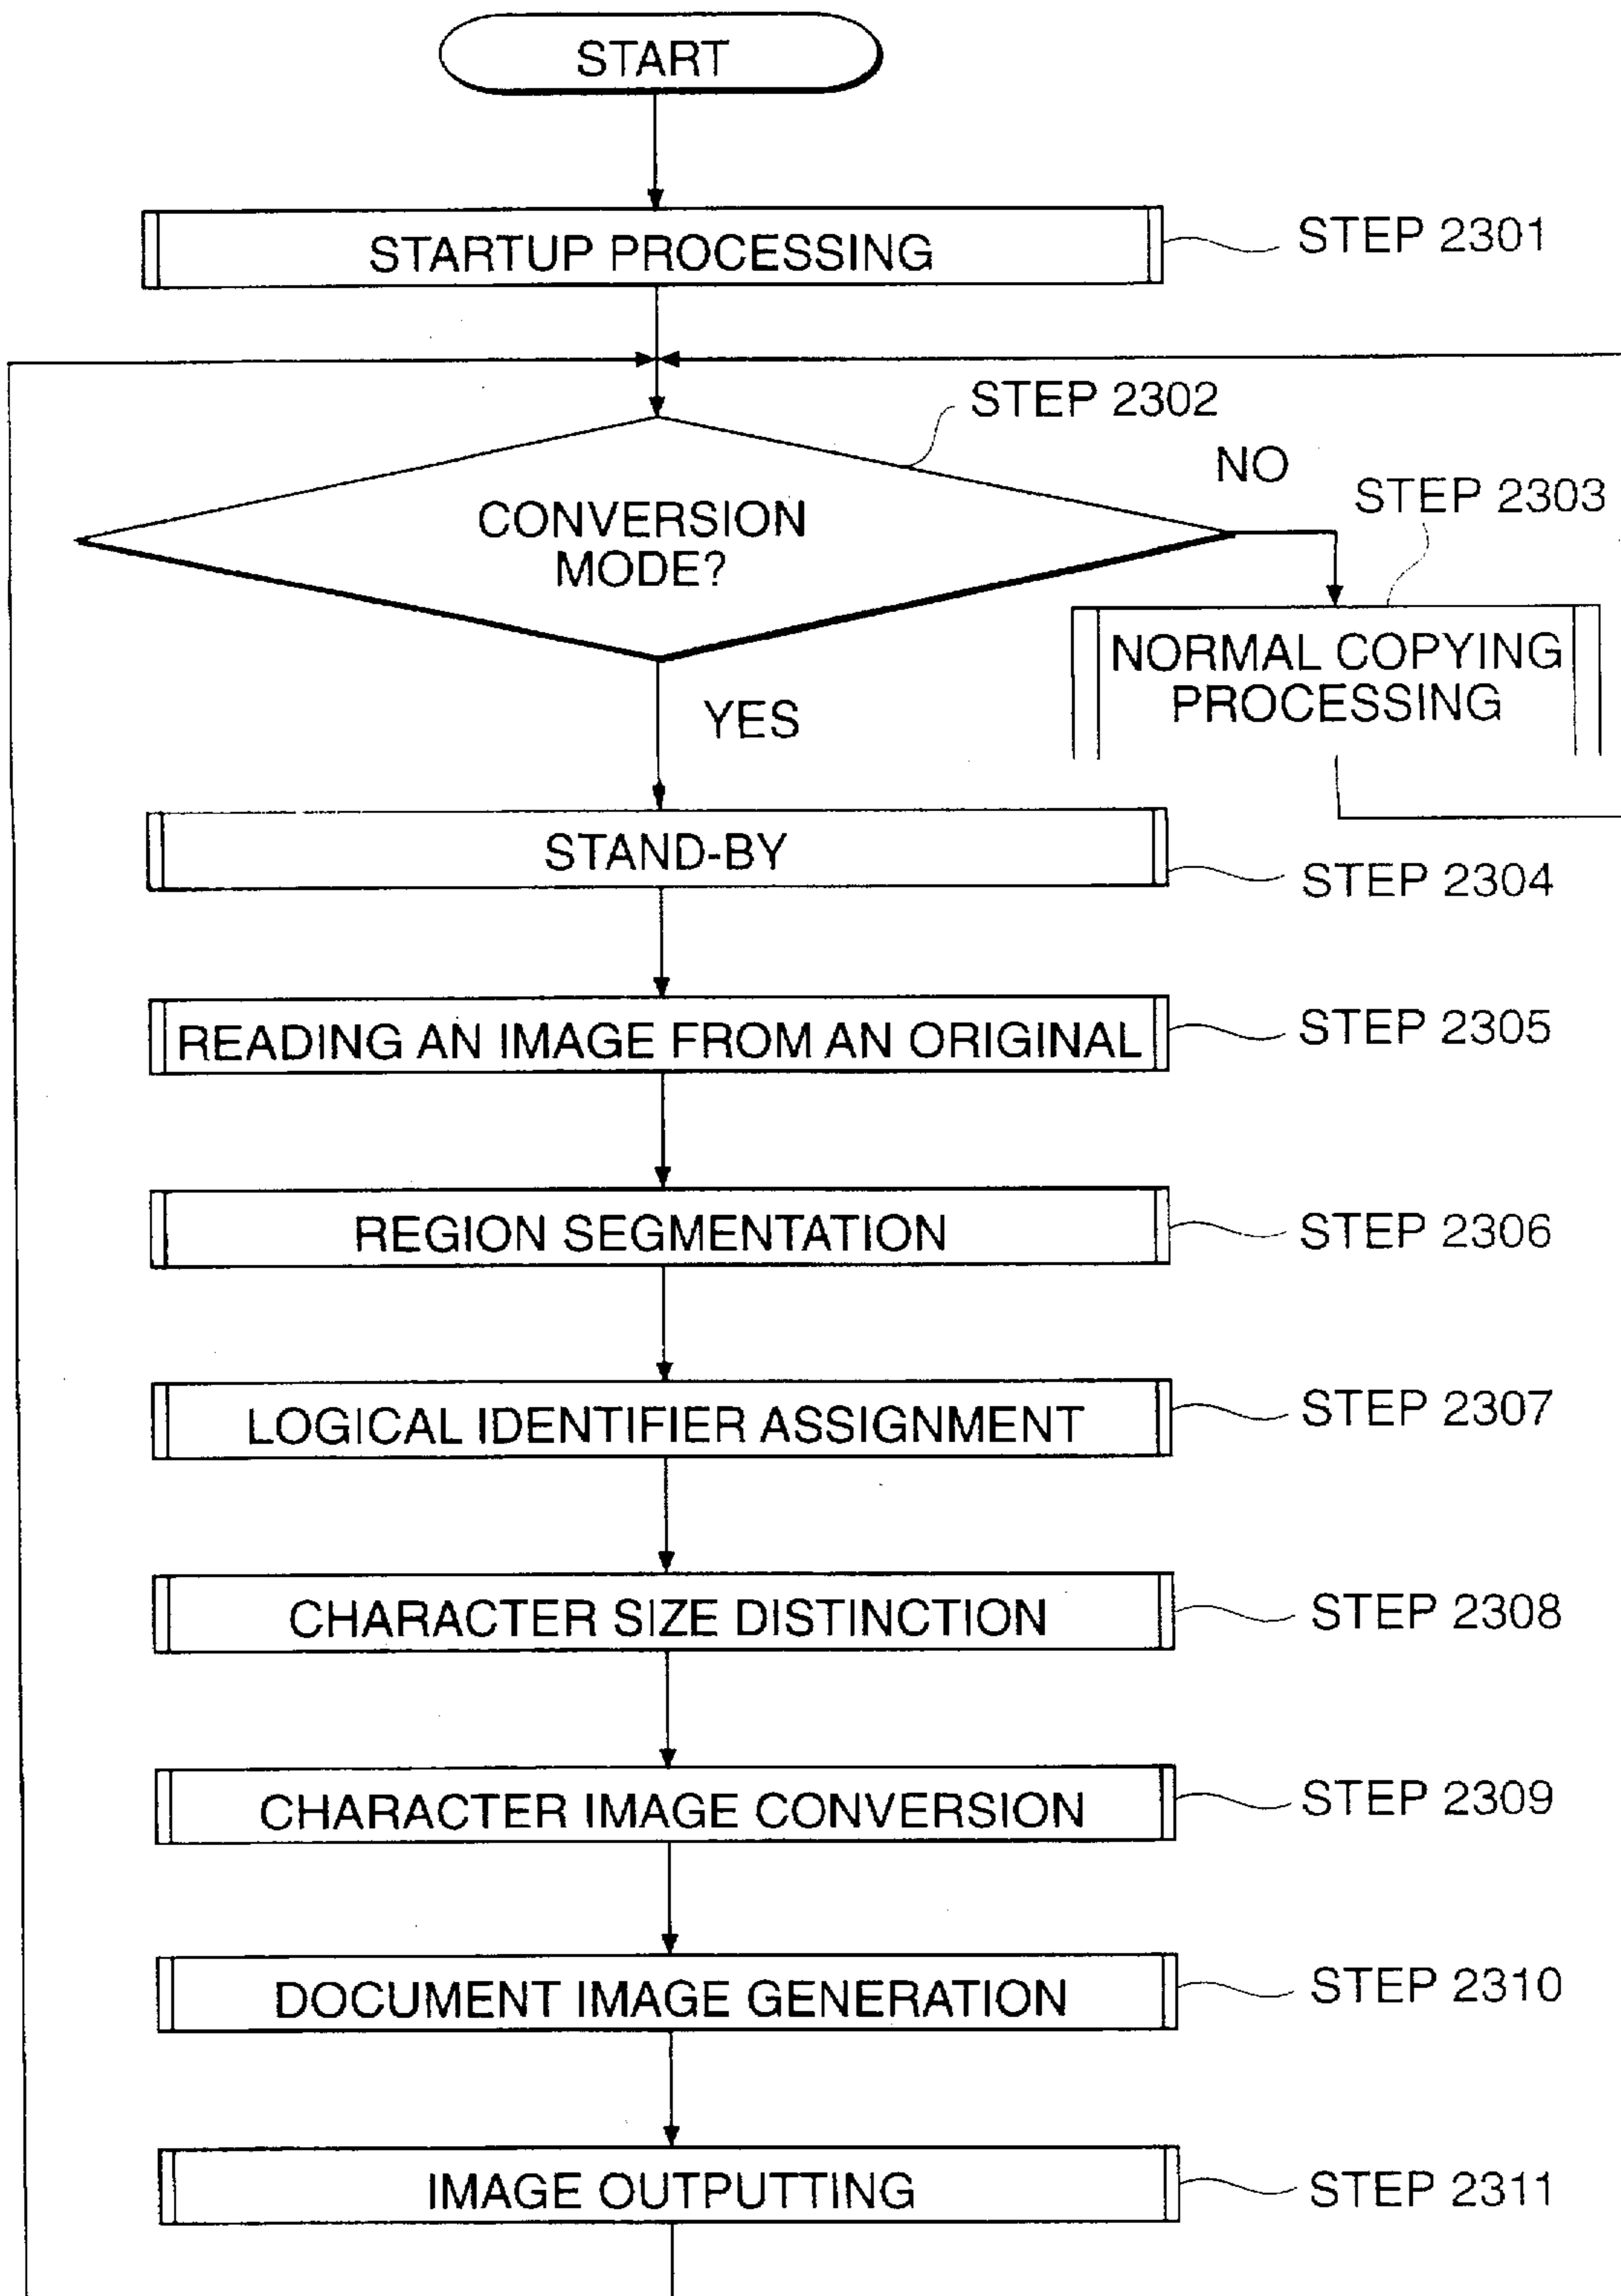 START
STARTUP PROCESSING
STEP 2301
STEP 2302
NO
STEP 2303
CONVERSION
MODE?
NORMAL COPYING
PROCESSING
YES
STAND-BY
STEP 2304
READING AN IMAGE FROM AN ORIGINAL
STEP 2305
REGION SEGMENTATION
STEP 2306
LOGICAL IDENTIFIER ASSIGNMENT
STEP 2307
CHARACTER SIZE DISTINCTION
STEP 2308
CHARACTER IMAGE CONVERSION
STEP 2309
DOCUMENT IMAGE GENERATION
STEP 2310
IMAGE OUTPUTTING
STEP 2311